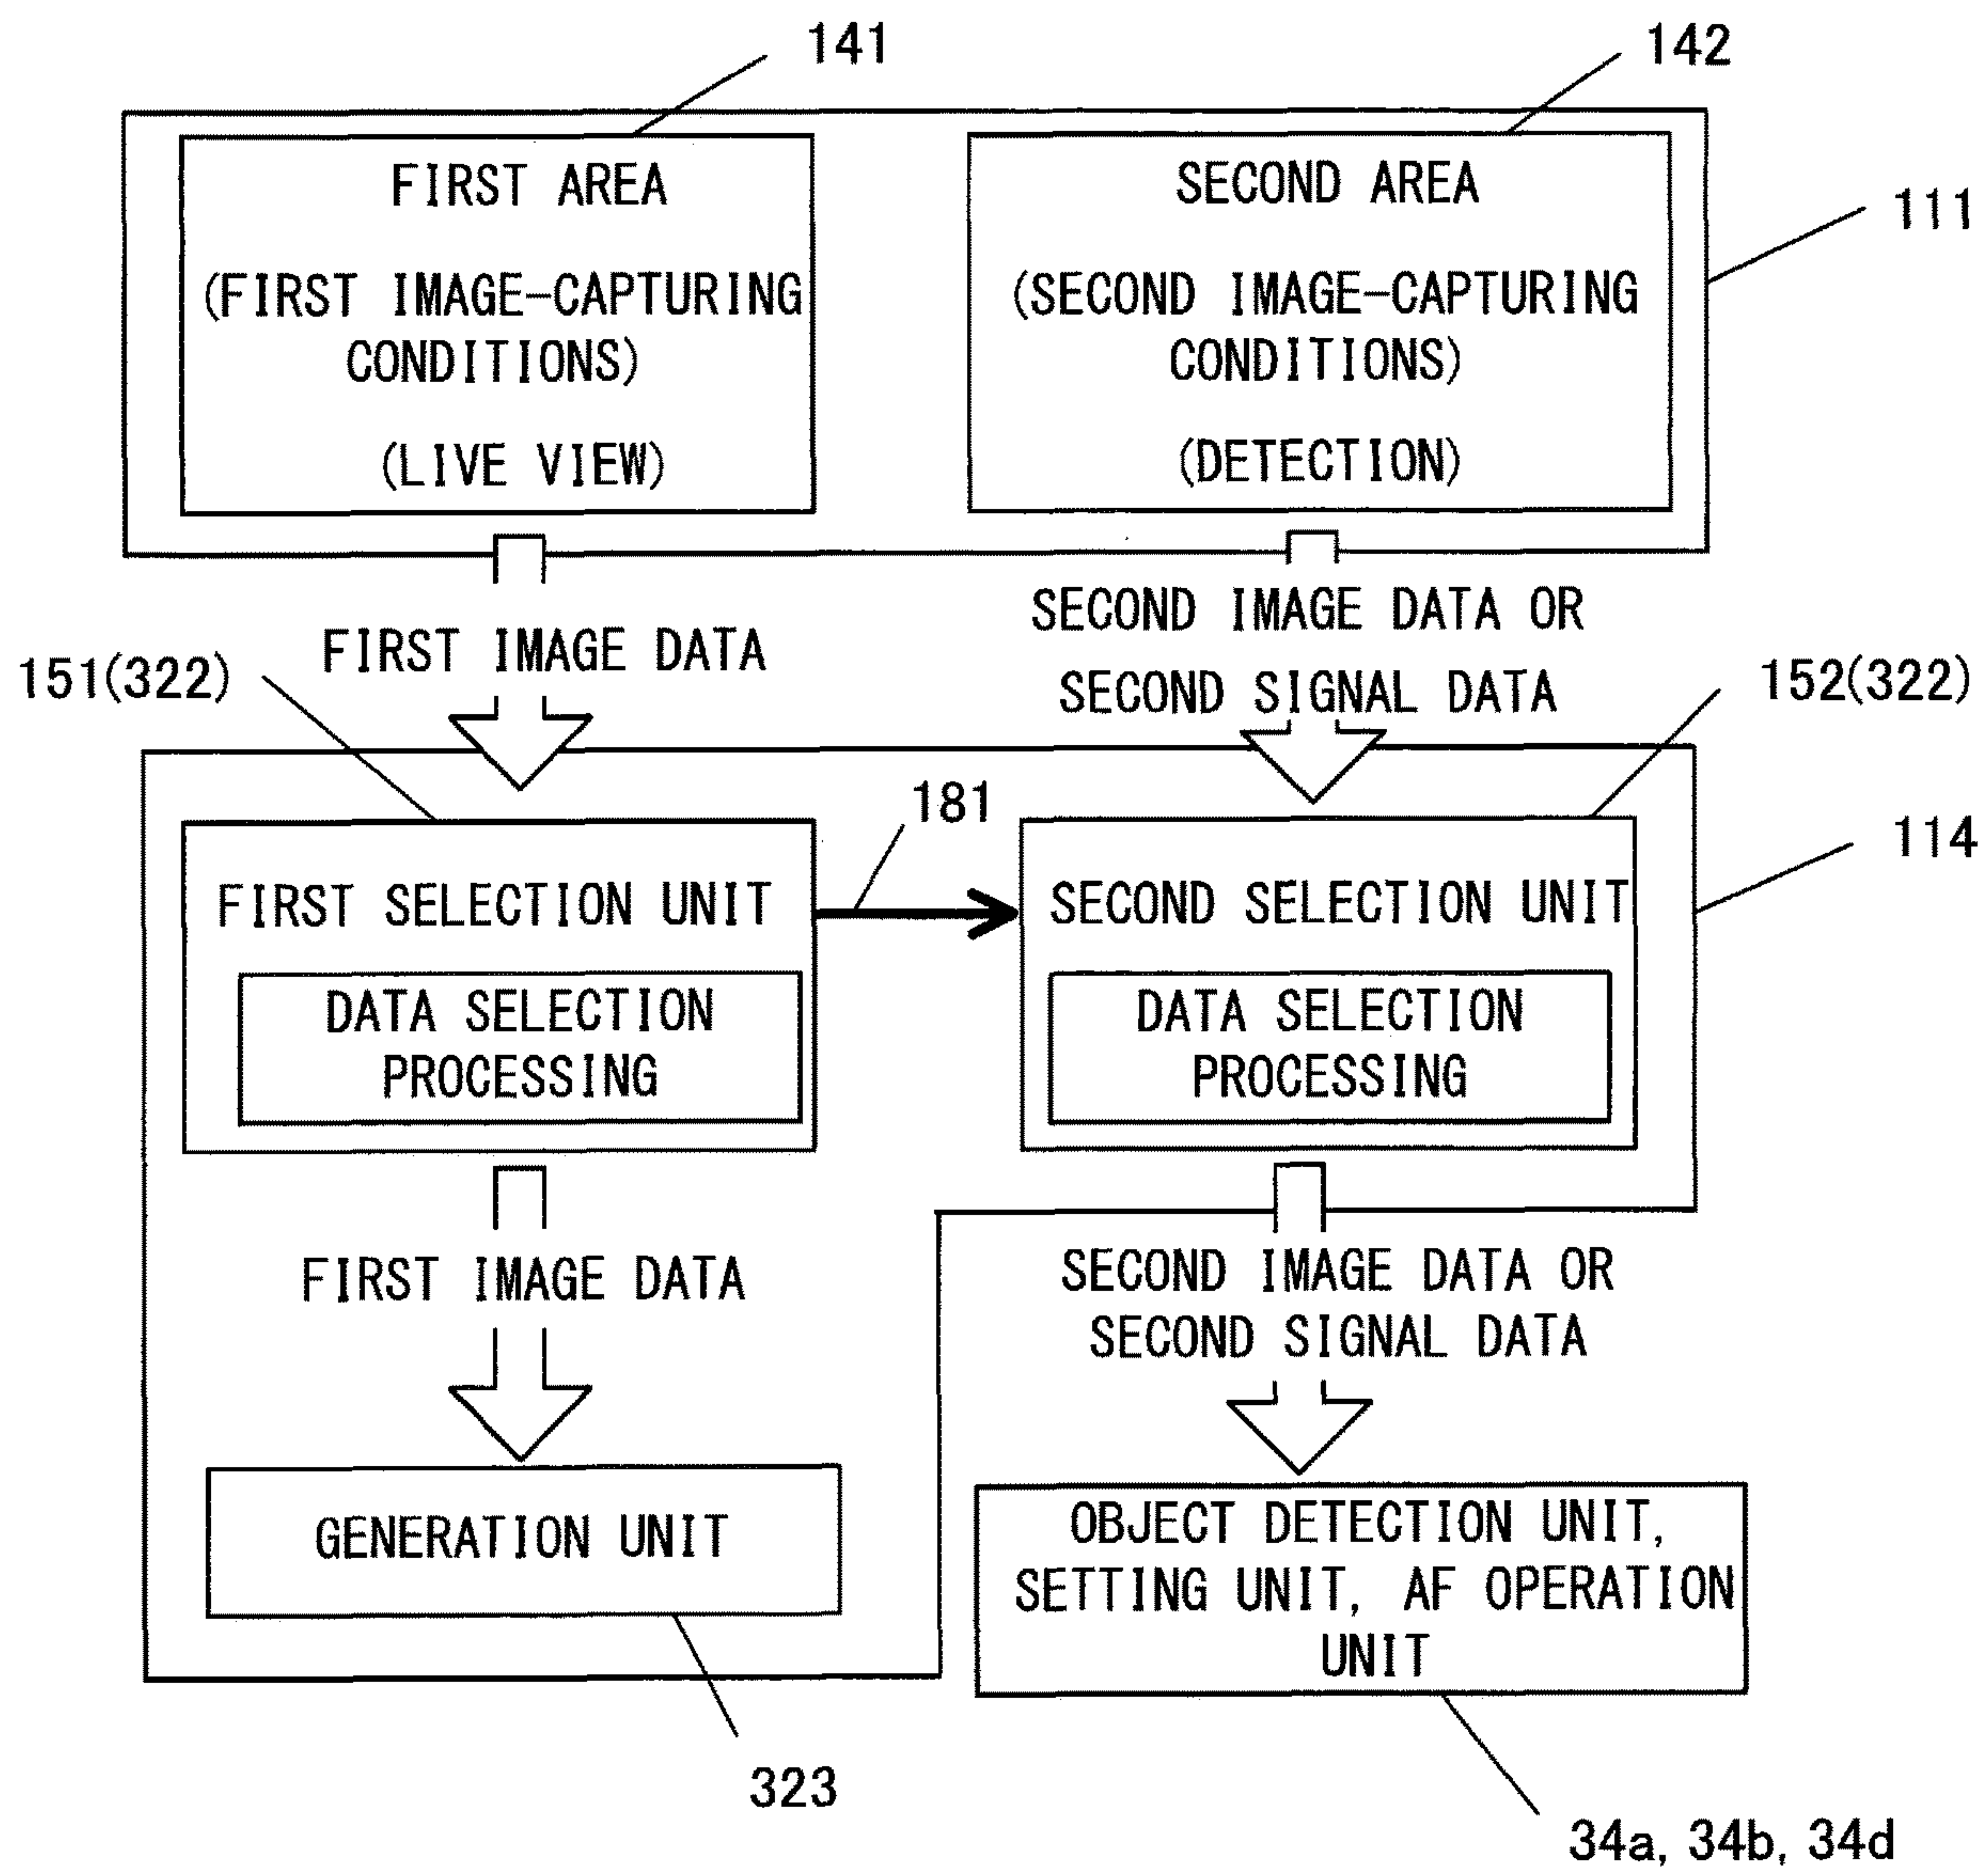 141
142
FIRST AREA
(FIRST IMAGE-CAPTURING
CONDITIONS)
(LIVE VIEW)
SECOND AREA
(SECOND IMAGE-CAPTURING
CONDITIONS)
(DETECTION)
111
FIRST IMAGE DATA
SECOND IMAGE DATA OR
SECOND SIGNAL DATA
151(322)
152(322)
181
114
FIRST SELECTION UNIT
DATA SELECTION
PROCESSING
SECOND SELECTION UNIT
DATA SELECTION
PROCESSING
FIRST IMAGE DATA
SECOND IMAGE DATA OR
SECOND SIGNAL DATA
GENERATION UNIT
OBJECT DETECTION UNIT,
SETTING UNIT, AF OPERATION
UNIT
323
34a, 34b, 34d